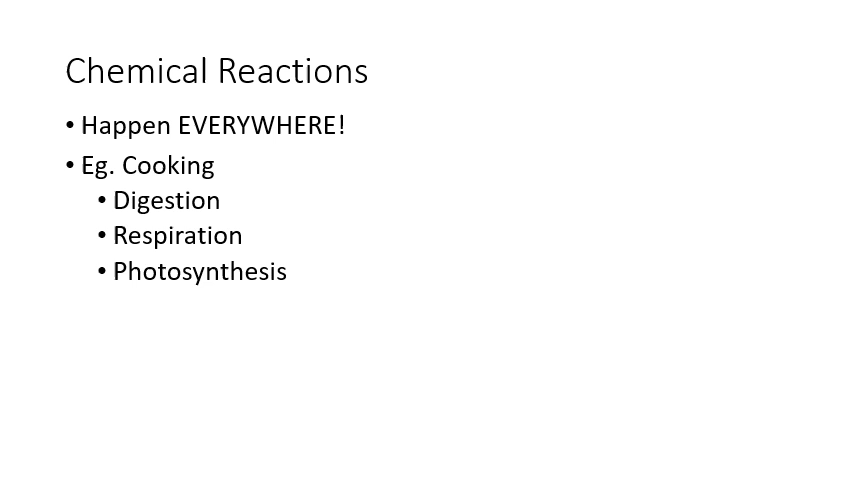 Chemical Reactions
• Happen EVERYWHERE!
• Eg. Cooking
• Digestion
• Respiration
• Photosynthesis